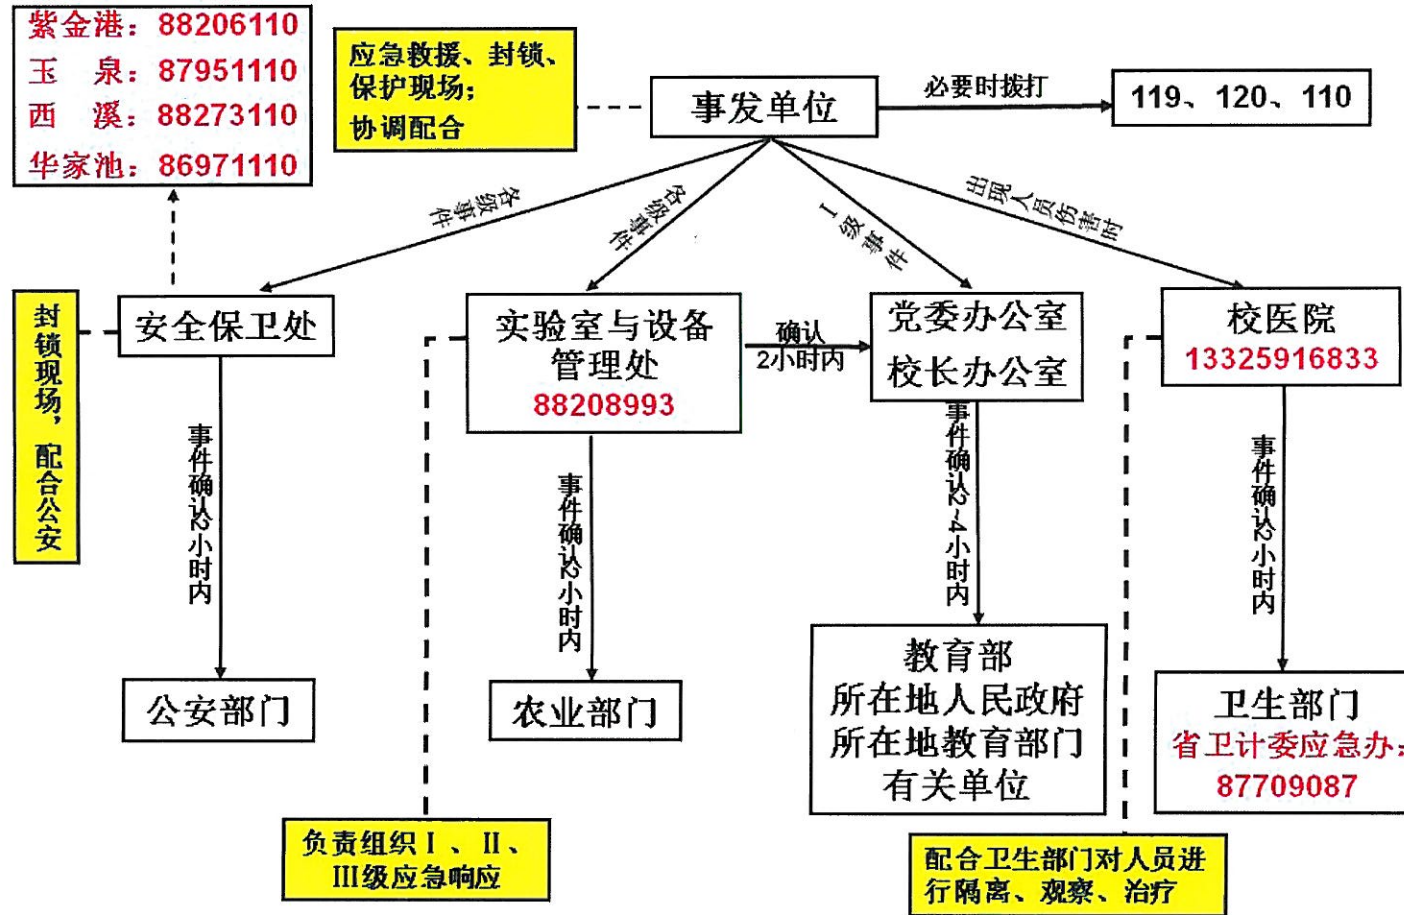 紫金港：88206110
玉　泉：87951110
西　溪：88273110
华家池：86971110
应急救援、封锁、
保护现场；
协调配合
事发单位
必要时拨打
119、120、110
各级事件
各级事件
I级事件
出现人员伤害时
封锁现场，配合公安
安全保卫处
实验室与设备
管理处
88208993
确认
2小时内
党委办公室
校长办公室
校医院
13325916833
事件确认2小时内
事件确认2小时内
事件确认2~4小时内
事件确认2小时内
公安部门
农业部门
教育部
所在地人民政府
所在地教育部门
有关单位
卫生部门
省卫计委应急办：
87709087
负责组织Ⅰ、Ⅱ、
Ⅲ级应急响应
配合卫生部门对人员进
行隔离、观察、治疗